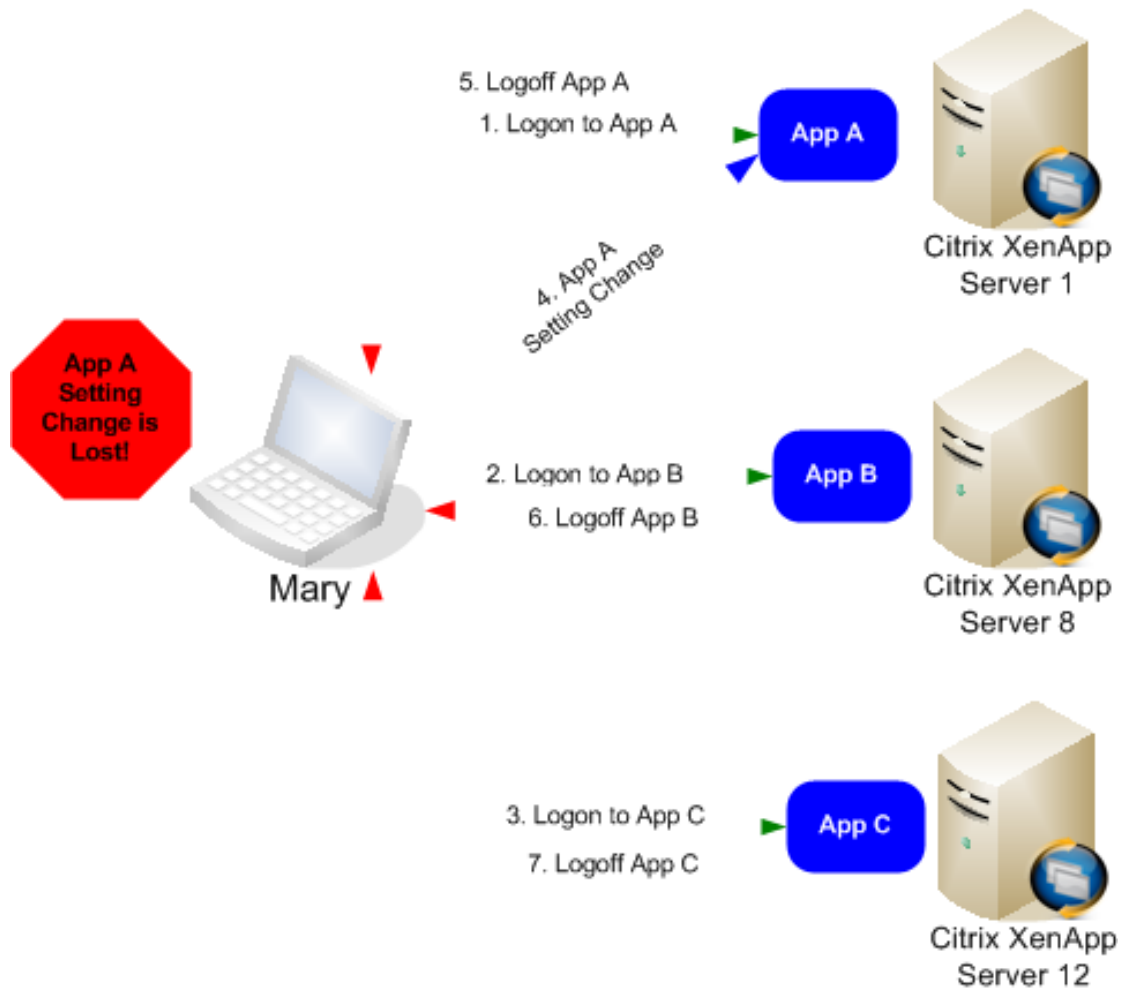 5. Logoff App A
1. Logon to App A
App A
Citrix XenApp
Server 1
4. App A
Setting Change
App A
Setting
Change is
Lost!
Mary
2. Logon to App B
6. Logoff App B
App B
Citrix XenApp
Server 8
3. Logon to App C
7. Logoff App C
App C
Citrix XenApp
Server 12